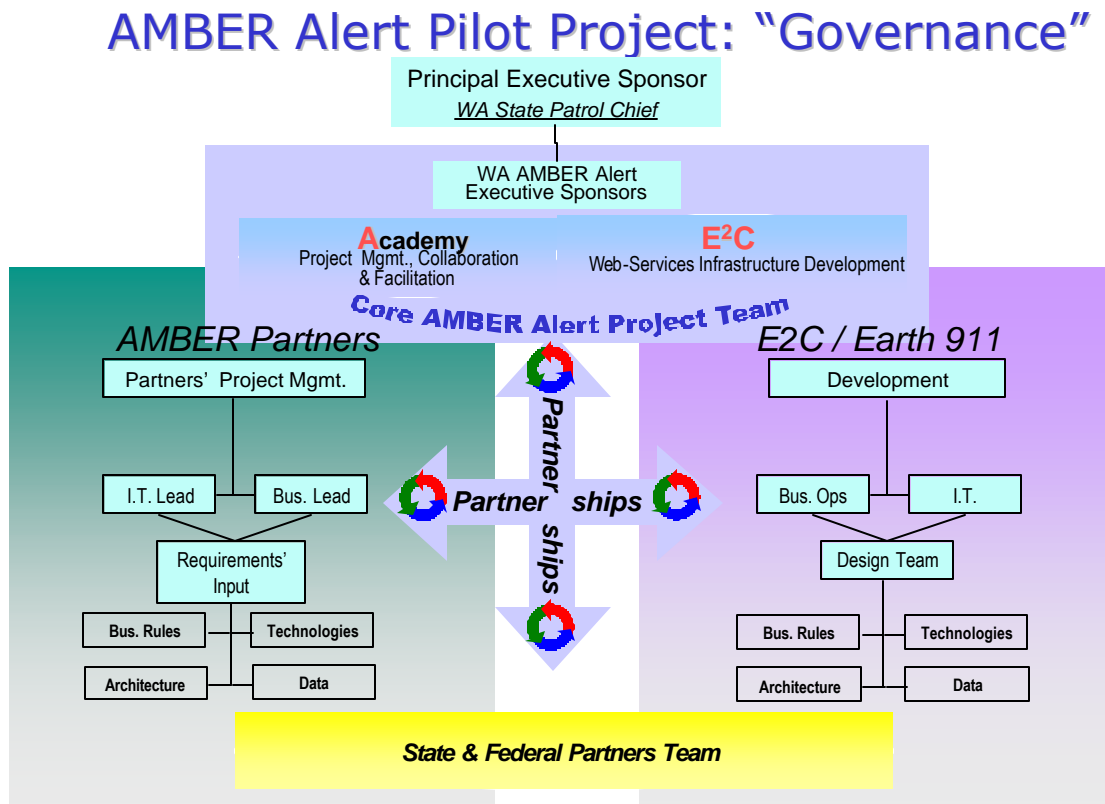 AMBER Alert Pilot Project: “Governance”
Principal Executive Sponsor
WA State Patrol Chief
WA AMBER Alert
Executive Sponsors
Academy
Project Mgmt., Collaboration
& Facilitation
E²C
Web-Services Infrastructure Development
Core AMBER Alert Project Team
AMBER Partners
Partners’ Project Mgmt.
I.T. Lead
Bus. Lead
Requirements’
Input
Bus. Rules
Technologies
Architecture
Data
Partner ships
Partner ships
E2C / Earth 911
Development
Bus. Ops
I.T.
Design Team
Bus. Rules
Technologies
Architecture
Data
State & Federal Partners Team